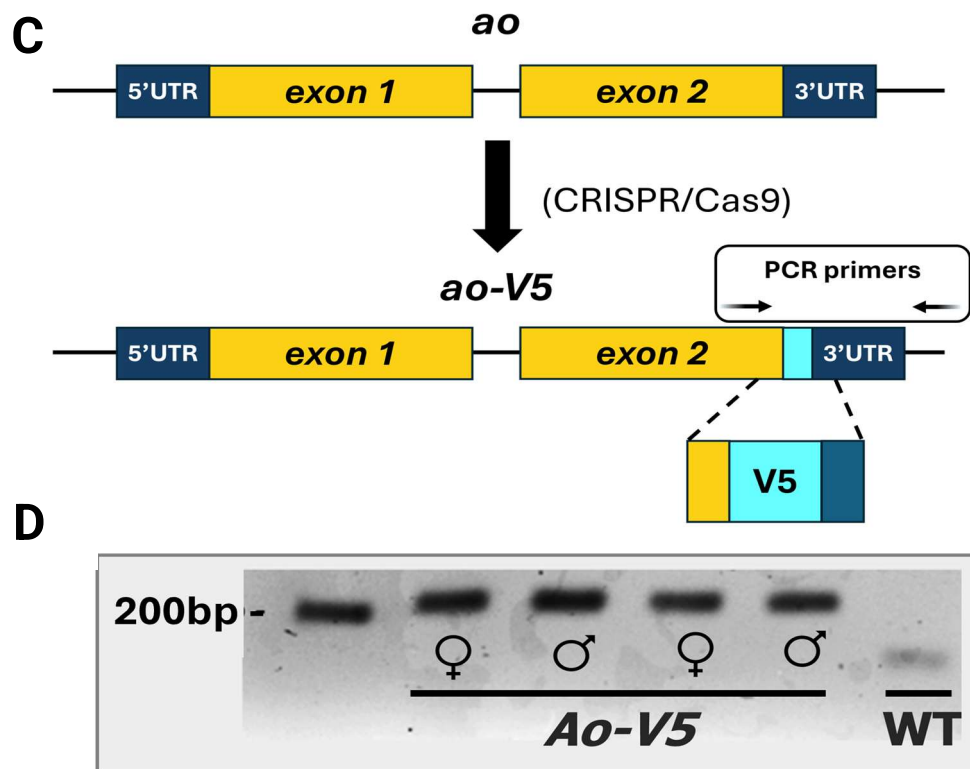 C
ao
5'UTR exon 1 exon 2 3'UTR
(CRISPR/Cas9)
PCR primers
ao-V5
5'UTR exon 1 exon 2 3'UTR
V5
D
200bp -
♀ ♂ ♀ ♂
Ao-V5 WT